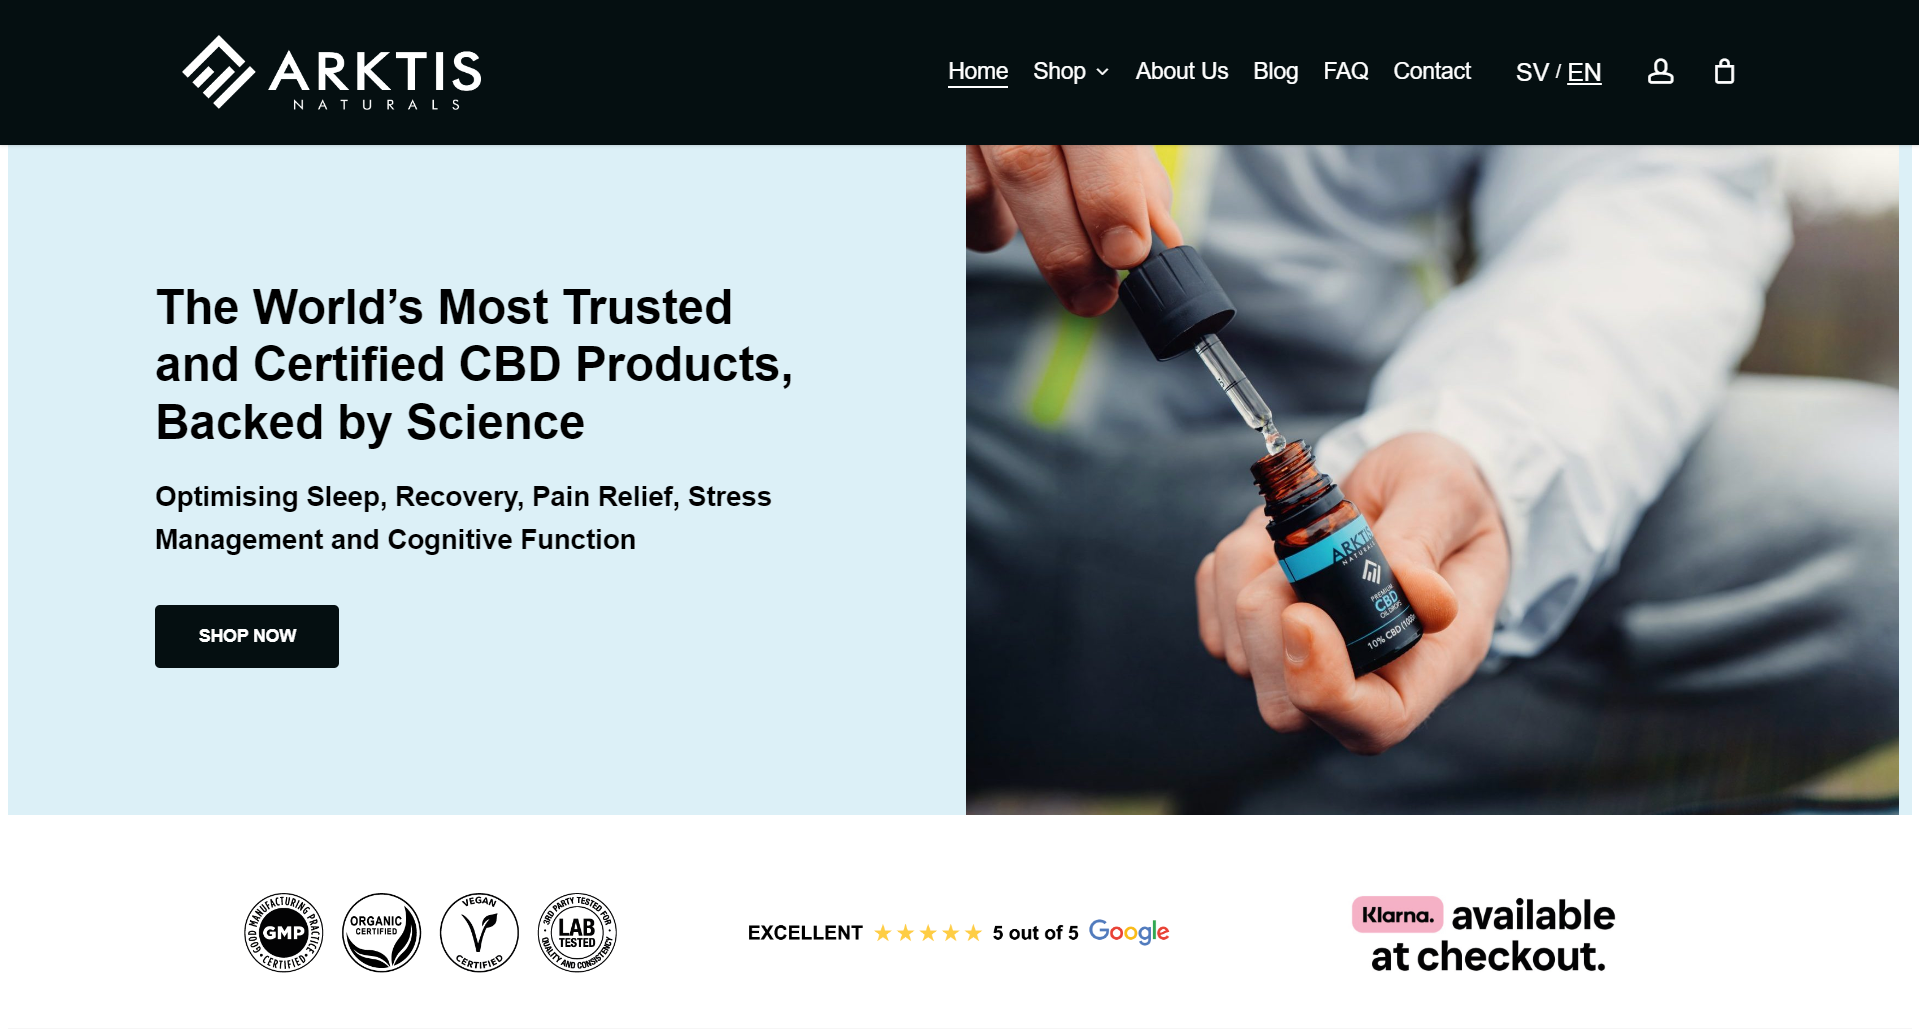 ARKTIS
NATURALS
Home Shop About Us Blog FAQ Contact SV / EN
The World’s Most Trusted
and Certified CBD Products,
Backed by Science
Optimising Sleep, Recovery, Pain Relief, Stress
Management and Cognitive Function
SHOP NOW
ARKTIS
NATURALS
PREMIUM
CBD
OIL DROPS
10% CBD
GOOD MANUFACTURING PRACTICE
GMP
CERTIFIED
ORGANIC
CERTIFIED
VEGAN
CERTIFIED
3RD PARTY TESTED FOR
LAB
TESTED
QUALITY AND CONSISTENCY
EXCELLENT 5 out of 5 Google
Klarna. available
at checkout.